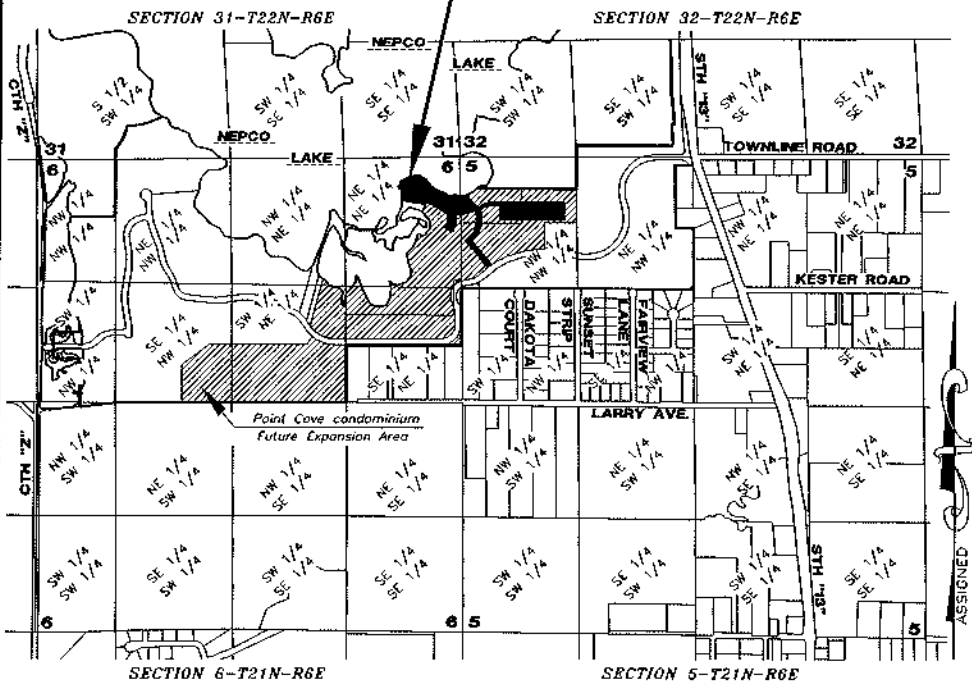 SECTION 31-T22N-R6E
SECTION 32-T22N-R6E
NEPCO
LAKE
CTH "Z"
S 1/2
SW 1/4
SW 1/4
SE 1/4
SE 1/4
SE 1/4
SW 1/4
SW 1/4
SE 1/4
SW 1/4
STH "13"
SW 1/4
SE 1/4
SE 1/4
SE 1/4
NEPCO
LAKE
31
6
31 32
6 5
TOWNLINE ROAD
32
5
NW 1/4
NW 1/4
NE 1/4
NW 1/4
NW 1/4
NE 1/4
NE 1/4
NE 1/4
NW 1/4
NW 1/4
NE 1/4
NW 1/4
NW 1/4
NE 1/4
NE 1/4
NE 1/4
KESTER ROAD
SW 1/4
NW 1/4
SE 1/4
NW 1/4
SW 1/4
NE 1/4
SE 1/4
NE 1/4
SW 1/4
NW 1/4
DAKOTA
COURT
STRIP
SUNSET
LANE
FAIRVIEW
SE 1/4
NW 1/4
SW 1/4
NE 1/4
SE 1/4
NE
LARRY AVE.
Point Cove condominium
Future Expansion Area
CTH "Z"
NW 1/4
SW 1/4
NE 1/4
SW 1/4
NW 1/4
SE 1/4
NE 1/4
SE 1/4
NW 1/4
SW 1/4
NE 1/4
SW 1/4
NW 1/4
SE 1/4
NE 1/4
SE 1/4
SW 1/4
SW 1/4
SE 1/4
SW 1/4
SW 1/4
SE 1/4
SE 1/4
SE 1/4
SW 1/4
SW 1/4
SE 1/4
SW 1/4
SW 1/4
SE 1/4
STH "13"
SE 1/4
SE 1/4
6
6 5
5
ASSIGNED
SECTION 6-T21N-R6E
SECTION 5-T21N-R6E